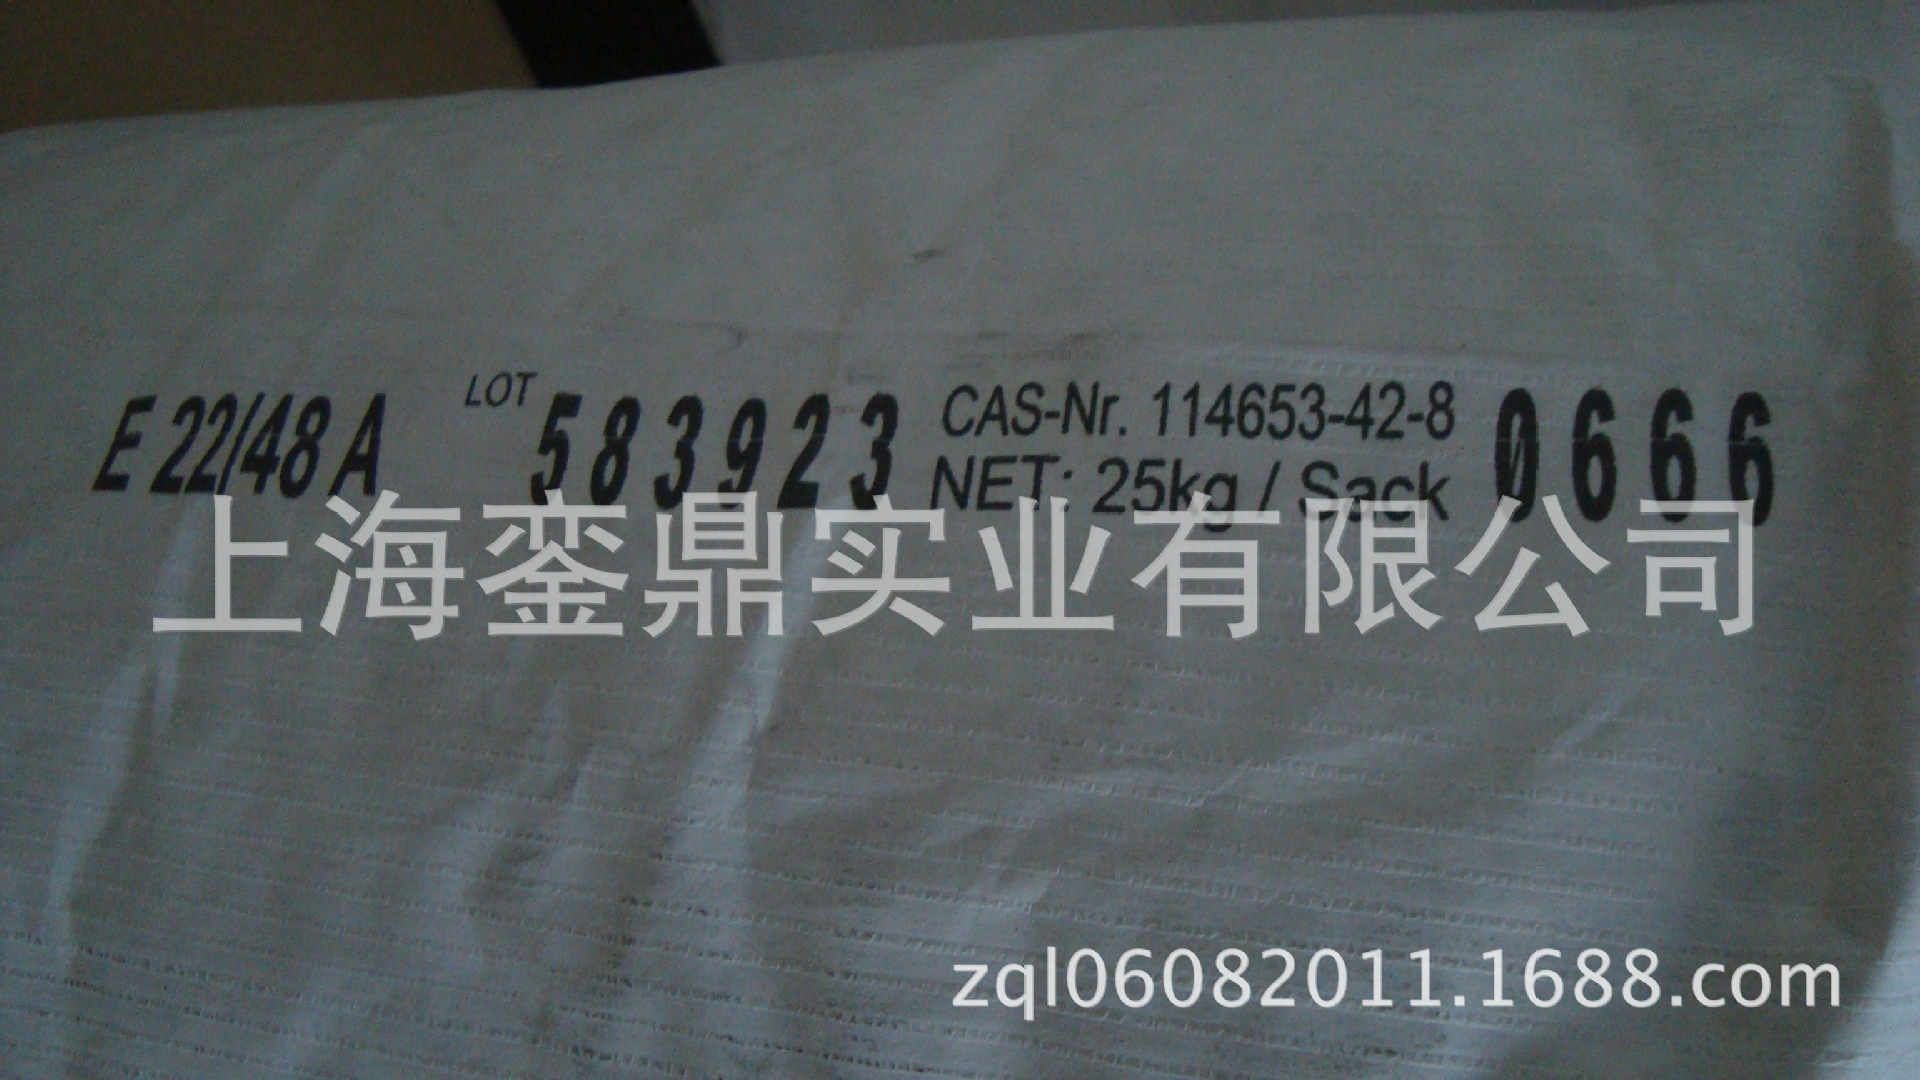 E 22/48 A LOT 583923 CAS-Nr. 114653-42-8 0666
NET: 25kg / Sack
上海銮鼎实业有限公司
zql06082011.1688.com